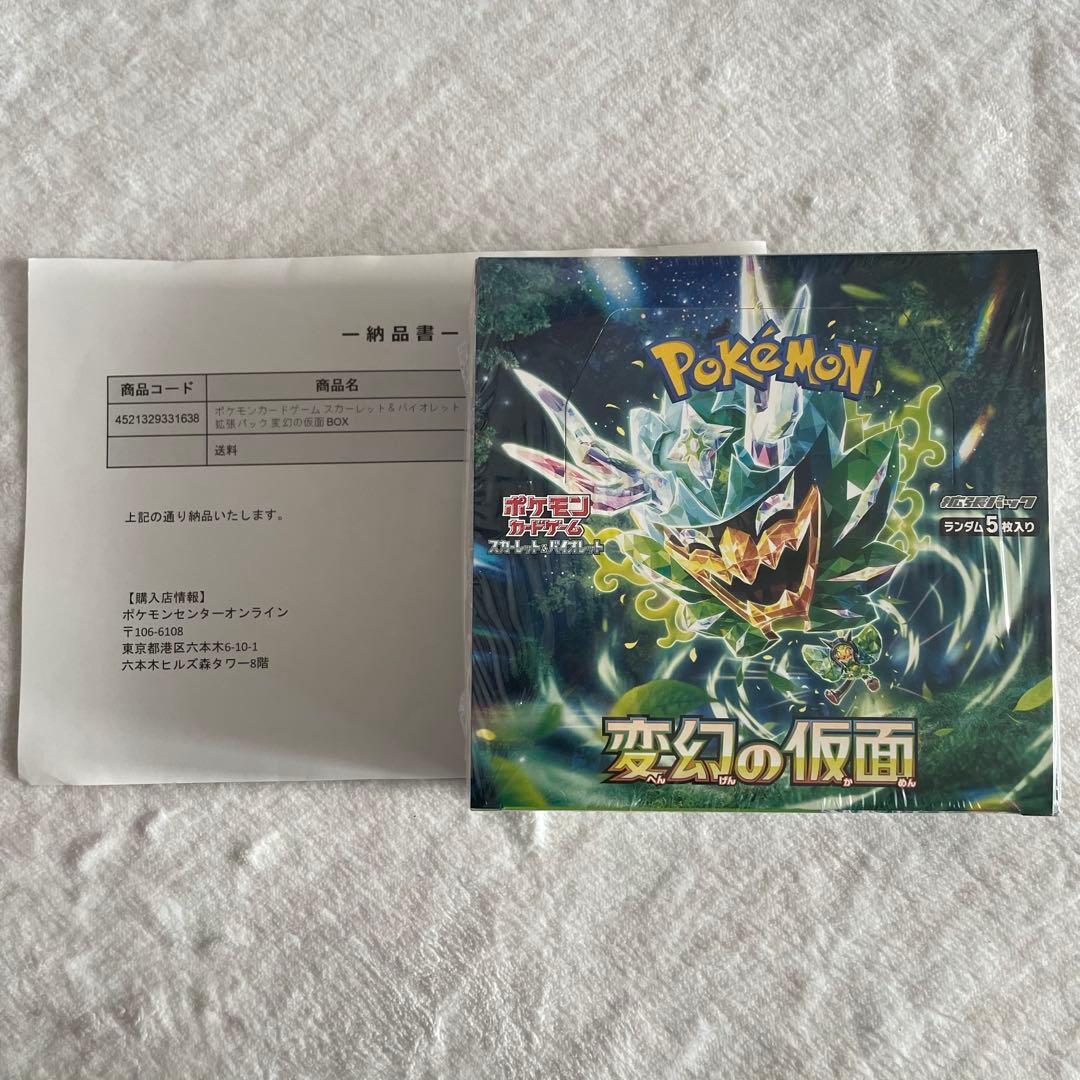 ー納品書ー
商品コード 商品名
4521329331638 ポケモンカードゲーム スカーレット＆バイオレット
拡張パック 変幻の仮面 BOX
送料
上記の通り納品いたします。
【購入店情報】
ポケモンセンターオンライン
〒106-6108
東京都港区六本木6-10-1
六本木ヒルズ森タワー8階
POKéMON
ポケモン
カードゲーム
スカーレット&バイオレット
拡張パック
ランダム5枚入り
変幻の仮面
へん げん か めん